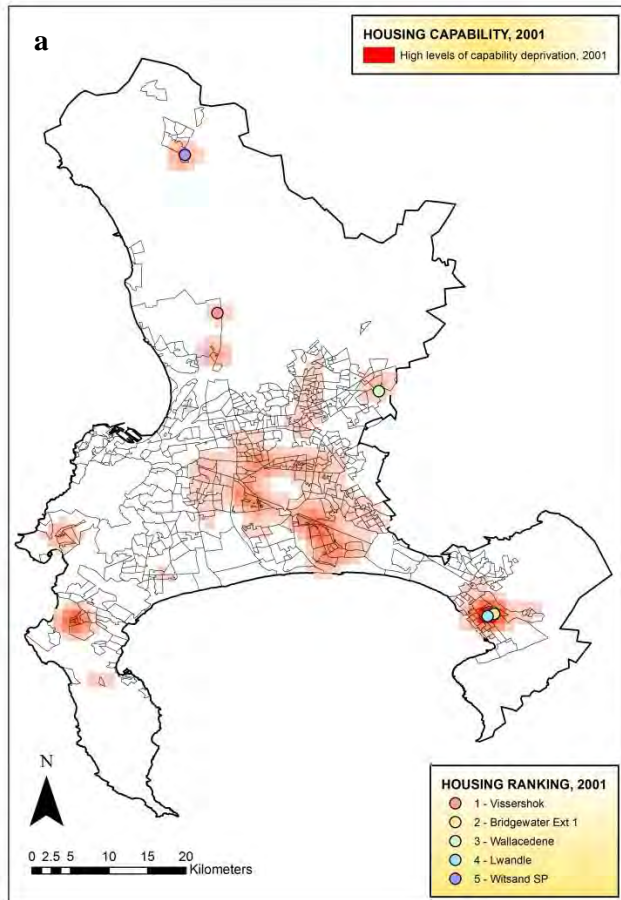 a
HOUSING CAPABILITY, 2001
High levels of capability deprivation, 2001
N
0 2.5 5 10 15 20
Kilometers
HOUSING RANKING, 2001
1 - Vissershok
2 - Bridgewater Ext 1
3 - Wallacedene
4 - Lwandle
5 - Witsand SP